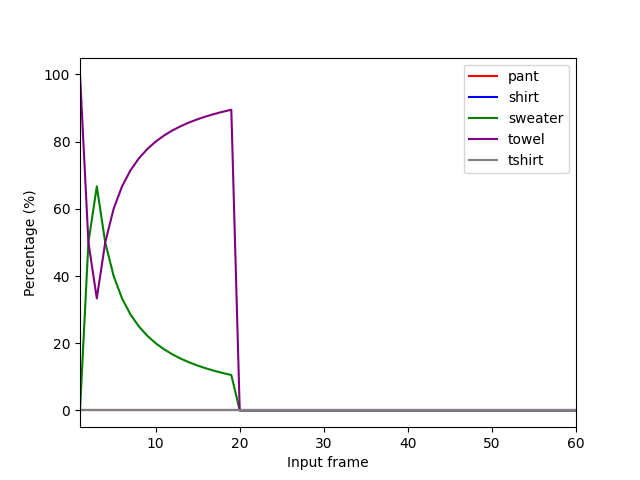 100
80
60
40
20
0
Percentage (%)
pant
shirt
sweater
towel
tshirt
10 20 30 40 50 60
Input frame